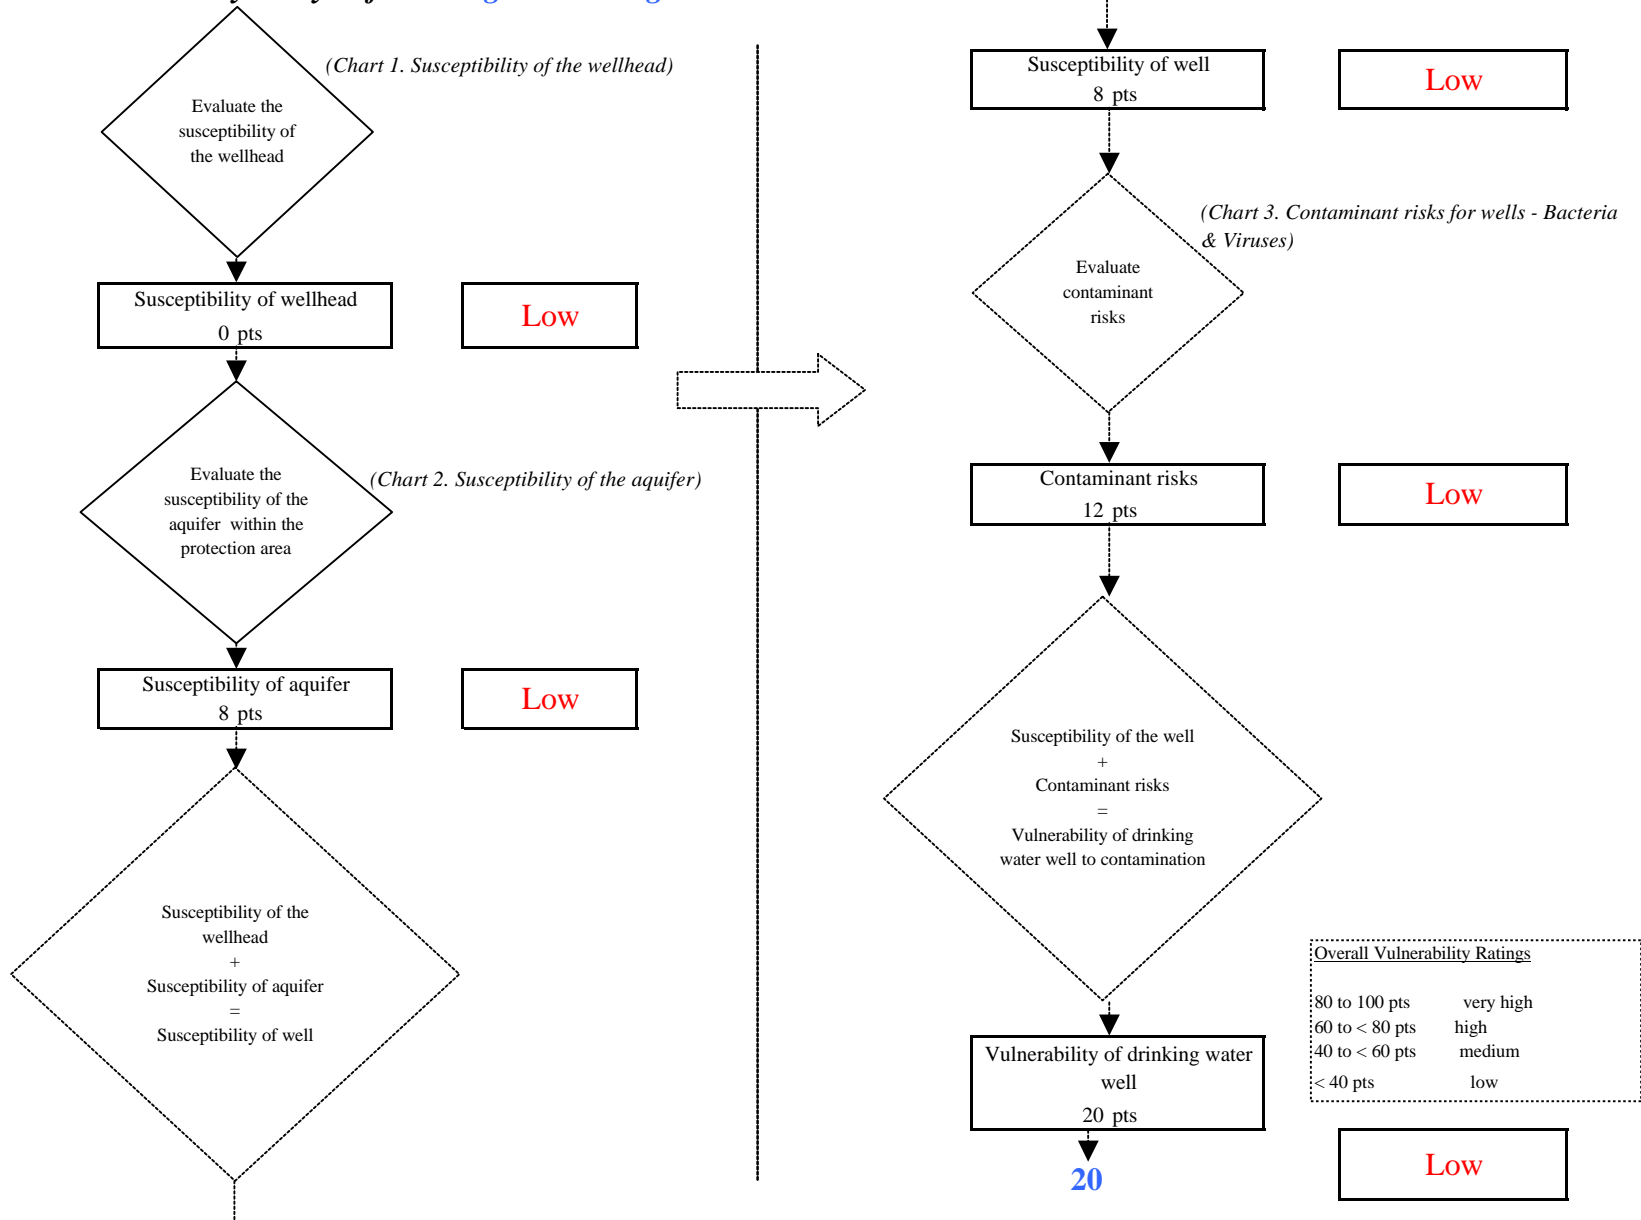 (Chart 1. Susceptibility of the wellhead)
Evaluate the
susceptibility of
the wellhead
Susceptibility of wellhead
0 pts
Low
Evaluate the
susceptibility of the
aquifer within the
protection area
(Chart 2. Susceptibility of the aquifer)
Susceptibility of aquifer
8 pts
Low
Susceptibility of the
wellhead
+
Susceptibility of aquifer
=
Susceptibility of well
Susceptibility of well
8 pts
Low
(Chart 3. Contaminant risks for wells - Bacteria
& Viruses)
Evaluate
contaminant
risks
Contaminant risks
12 pts
Low
Susceptibility of the well
+
Contaminant risks
=
Vulnerability of drinking
water well to contamination
Overall Vulnerability Ratings
80 to 100 pts very high
60 to < 80 pts high
40 to < 60 pts medium
< 40 pts low
Vulnerability of drinking water
well
20 pts
20
Low